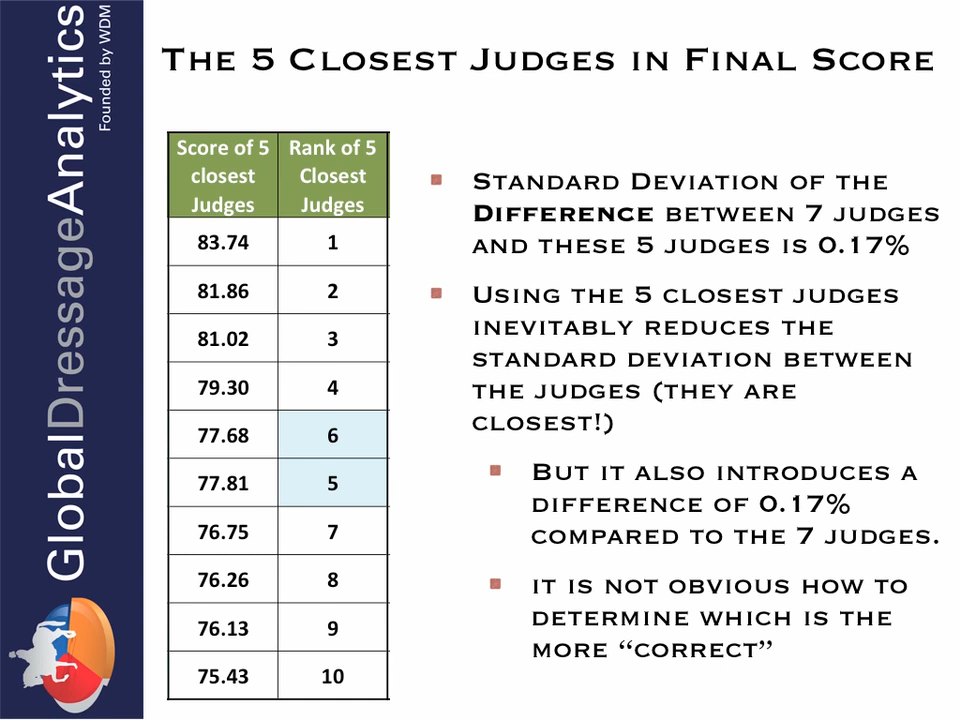 GlobalDressageAnalytics
Founded by WDM
The 5 Closest Judges in Final Score
Score of 5 closest Judges Rank of 5 Closest Judges
83.74 1
81.86 2
81.02 3
79.30 4
77.68 6
77.81 5
76.75 7
76.26 8
76.13 9
75.43 10
Standard Deviation of the
Difference between 7 judges
and these 5 judges is 0.17%
Using the 5 closest judges
inevitably reduces the
standard deviation between
the judges (they are
closest!)
But it also introduces a
difference of 0.17%
compared to the 7 judges.
it is not obvious how to
determine which is the
more “correct”